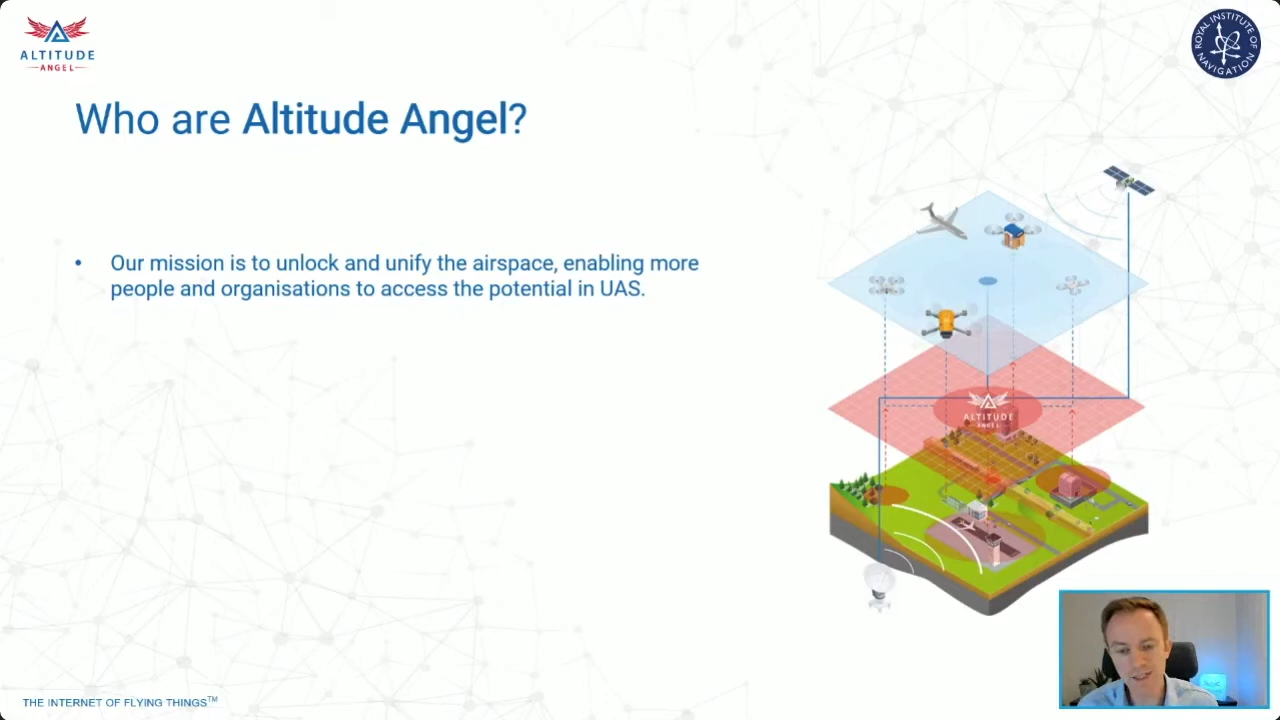 ALTITUDE
ANGEL
ROYAL INSTITUTE OF NAVIGATION
Who are Altitude Angel?
• Our mission is to unlock and unify the airspace, enabling more
people and organisations to access the potential in UAS.
ALTITUDE
ANGEL
THE INTERNET OF FLYING THINGS™